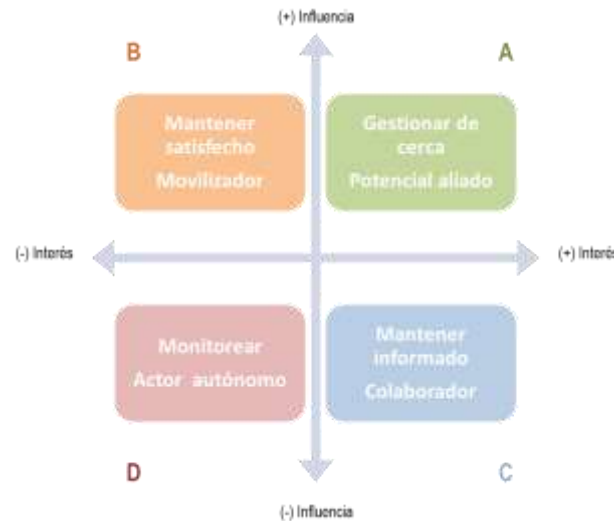 (+) Influencia
B
A
Mantener
satisfecho
Movilizador
Gestionar de
cerca
Potencial aliado
(-) Interés
(+) Interés
Monitorear
Actor autónomo
Mantener
informado
Colaborador
D
C
(-) Influencia